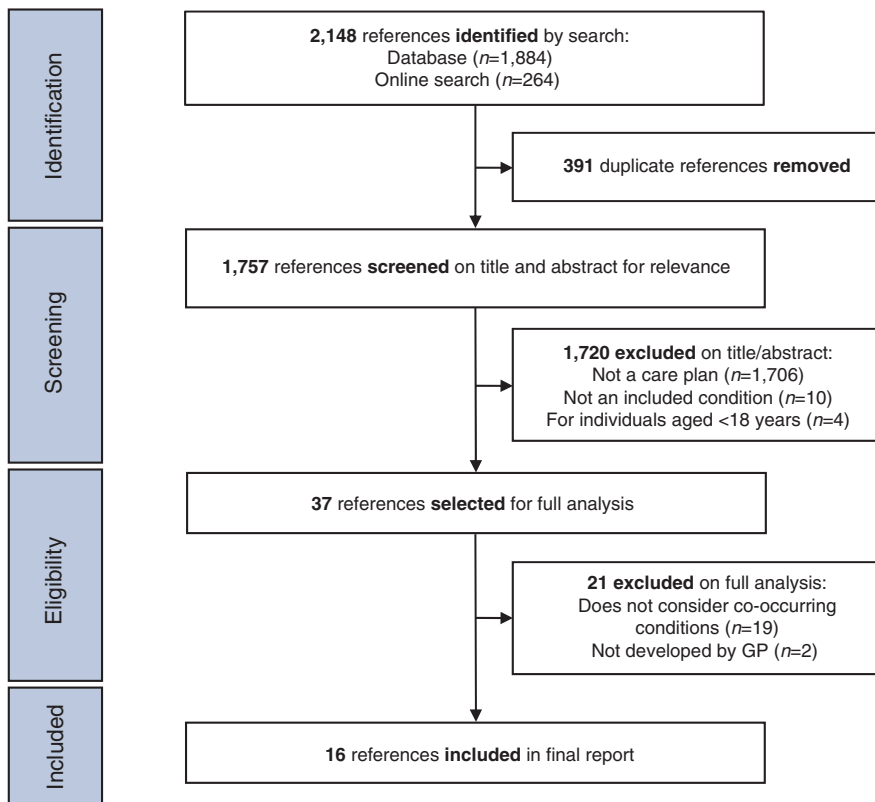 Identification
2,148 references identified by search:
Database (n=1,884)
Online search (n=264)
391 duplicate references removed
Screening
1,757 references screened on title and abstract for relevance
1,720 excluded on title/abstract:
Not a care plan (n=1,706)
Not an included condition (n=10)
For individuals aged <18 years (n=4)
Eligibility
37 references selected for full analysis
21 excluded on full analysis:
Does not consider co-occurring
conditions (n=19)
Not developed by GP (n=2)
Included
16 references included in final report